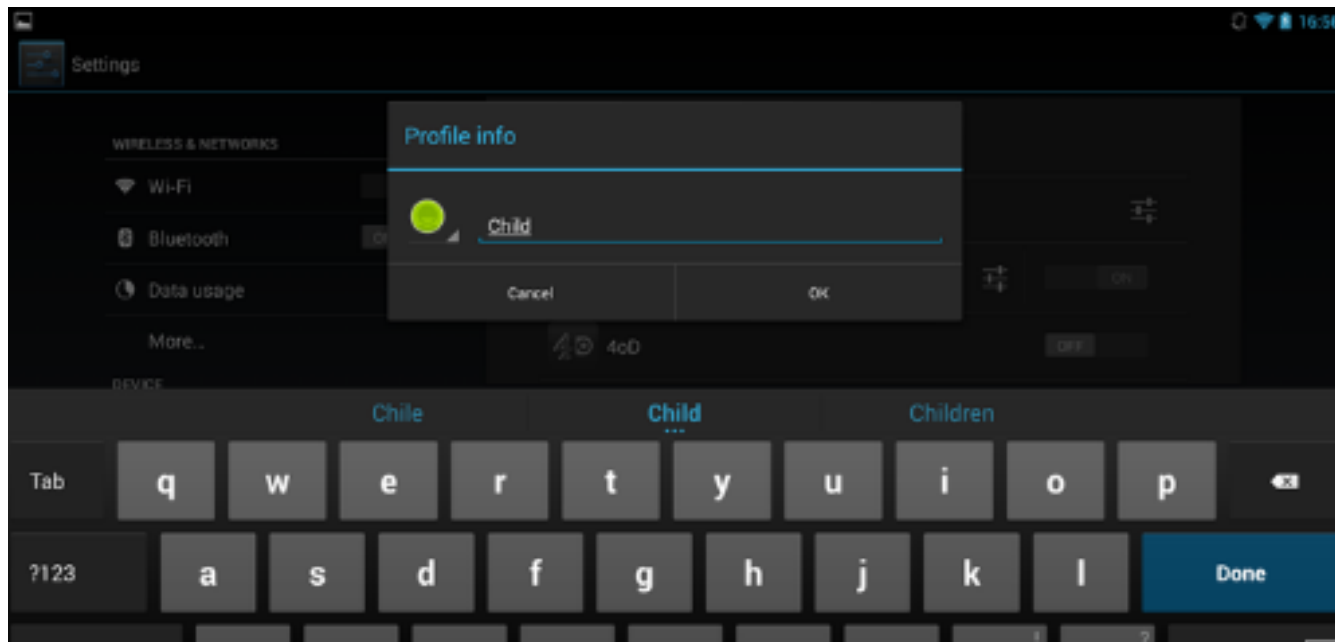 16:50
Settings
Profile info
WIRELESS & NETWORKS
Wi-Fi
Bluetooth
Child
ON
Data usage
Cancel
OK
More...
4oD
OFF
DEVICE
Chile
Child
Children
Tab
q w e r t y u i o p
?123
a s d f g h j k l
Done
! ?